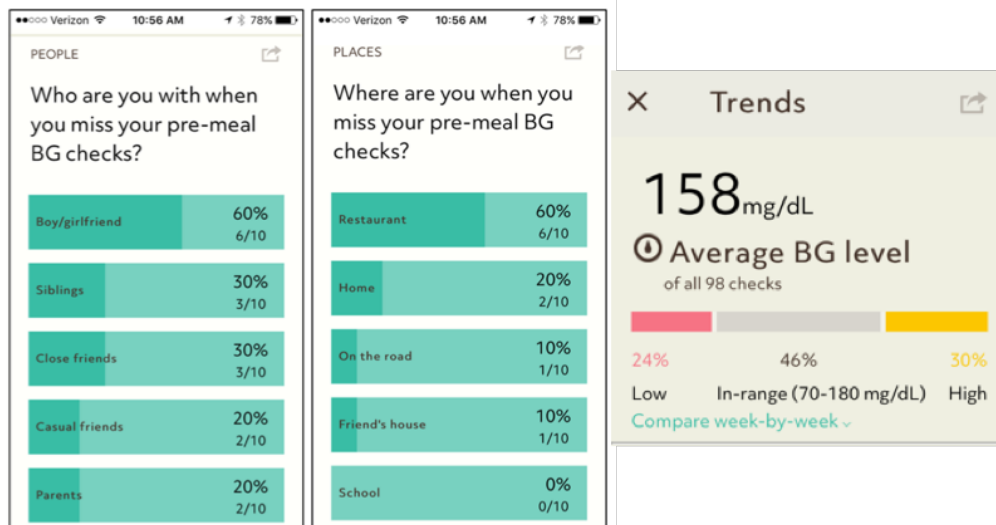 Verizon 10:56 AM 78%
PEOPLE
Who are you with when
you miss your pre-meal
BG checks?
Boy/girlfriend 60%
6/10
Siblings 30%
3/10
Close friends 30%
3/10
Casual friends 20%
2/10
Parents 20%
2/10
Verizon 10:56 AM 78%
PLACES
Where are you when you
miss your pre-meal BG
checks?
Restaurant 60%
6/10
Home 20%
2/10
On the road 10%
1/10
Friend's house 10%
1/10
School 0%
0/10
Trends
158mg/dL
Average BG level
of all 98 checks
24% 46% 30%
Low In-range (70-180 mg/dL) High
Compare week-by-week